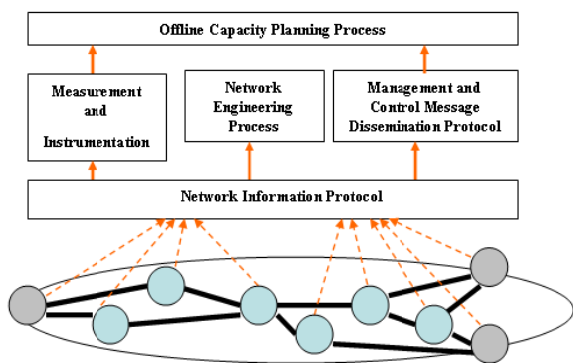 Offline Capacity Planning Process
Measurement
and
Instrumentation
Network
Engineering
Process
Management and
Control Message
Dissemination Protocol
Network Information Protocol